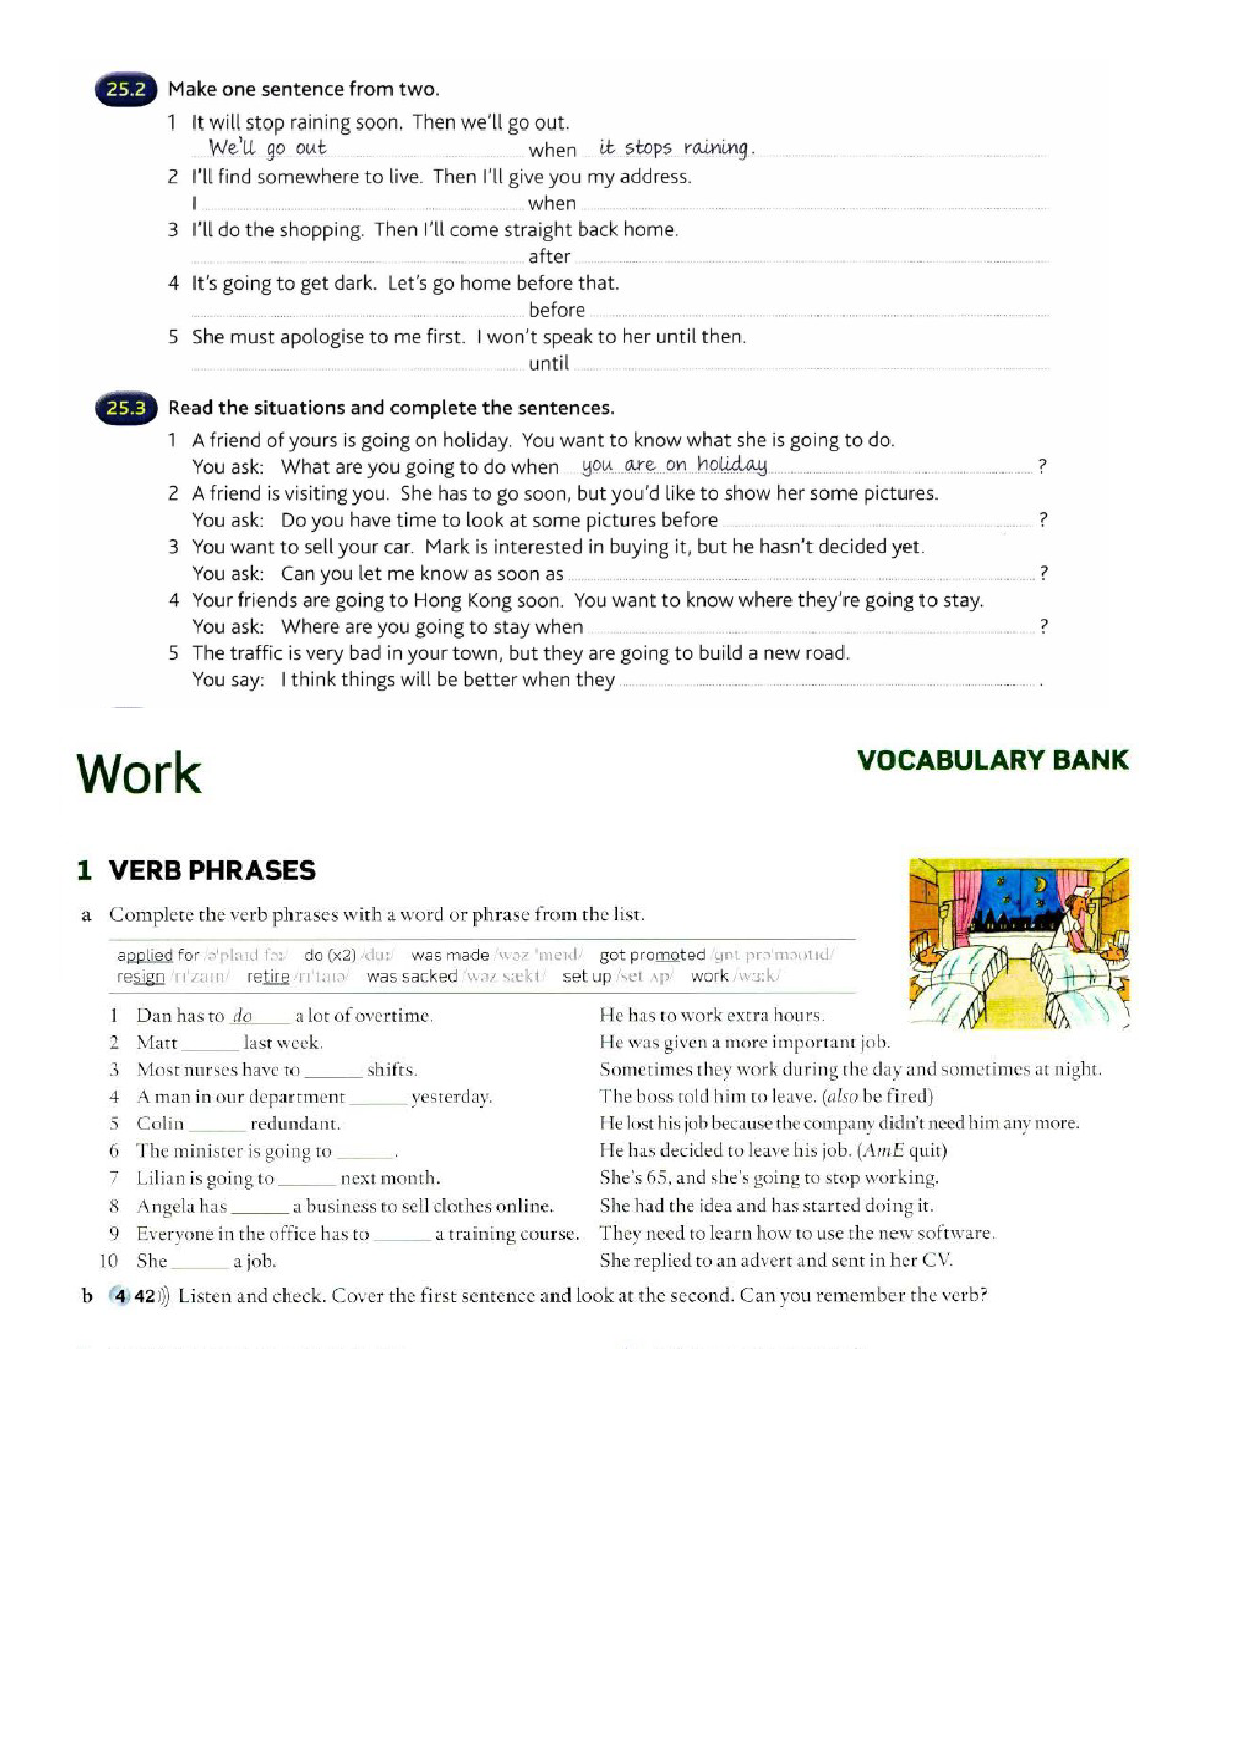 25.2 Make one sentence from two.
1 It will stop raining soon. Then we'll go out.
We'll go out when it stops raining.
2 I'll find somewhere to live. Then I'll give you my address.
I when
3 I'll do the shopping. Then I'll come straight back home.
after
4 It's going to get dark. Let's go home before that.
before
5 She must apologise to me first. I won't speak to her until then.
until
25.3 Read the situations and complete the sentences.
1 A friend of yours is going on holiday. You want to know what she is going to do.
You ask: What are you going to do when you are on holiday ?
2 A friend is visiting you. She has to go soon, but you'd like to show her some pictures.
You ask: Do you have time to look at some pictures before ?
3 You want to sell your car. Mark is interested in buying it, but he hasn't decided yet.
You ask: Can you let me know as soon as ?
4 Your friends are going to Hong Kong soon. You want to know where they're going to stay.
You ask: Where are you going to stay when ?
5 The traffic is very bad in your town, but they are going to build a new road.
You say: I think things will be better when they .
Work VOCABULARY BANK
1 VERB PHRASES
a Complete the verb phrases with a word or phrase from the list.
applied for /əˈplaɪd fɔː/ do (x2) /duː/ was made /wəz ˈmeɪd/ got promoted /ɡɒt prəˈməʊtɪd/
resign /rɪˈzaɪn/ retire /rɪˈtaɪə/ was sacked /wəz sækt/ set up /set ʌp/ work /wɜːk/
1 Dan has to do a lot of overtime. He has to work extra hours.
2 Matt ______ last week. He was given a more important job.
3 Most nurses have to ______ shifts. Sometimes they work during the day and sometimes at night.
4 A man in our department ______ yesterday. The boss told him to leave. (also be fired)
5 Colin ______ redundant. He lost his job because the company didn't need him any more.
6 The minister is going to ______. He has decided to leave his job. (AmE quit)
7 Lilian is going to ______ next month. She's 65, and she's going to stop working.
8 Angela has ______ a business to sell clothes online. She had the idea and has started doing it.
9 Everyone in the office has to ______ a training course. They need to learn how to use the new software.
10 She ______ a job. She replied to an advert and sent in her CV.
b 4 42))) Listen and check. Cover the first sentence and look at the second. Can you remember the verb?